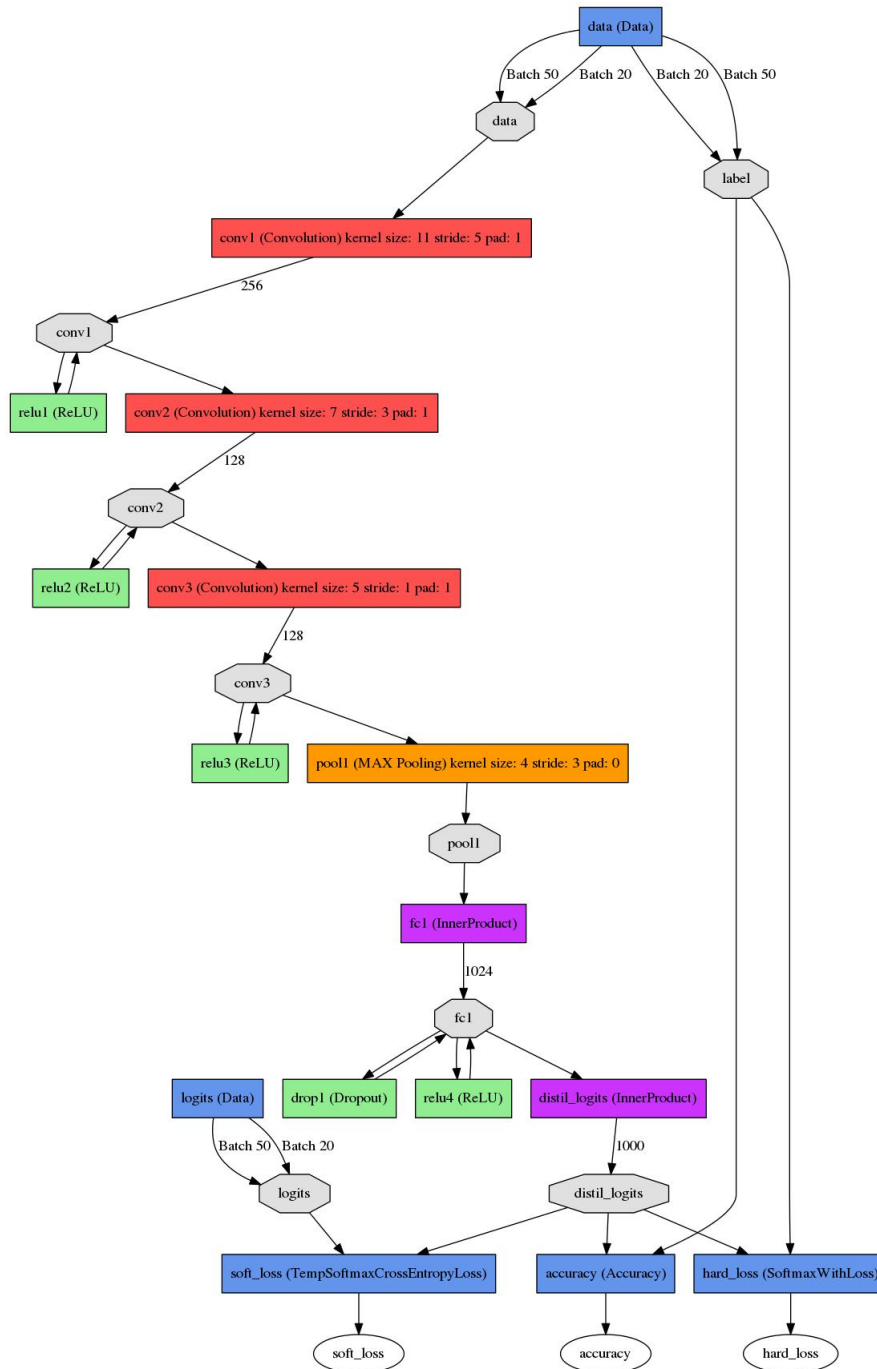 data (Data)
Batch 50
Batch 20
Batch 20
Batch 50
data
label
conv1 (Convolution) kernel size: 11 stride: 5 pad: 1
256
conv1
relu1 (ReLU)
conv2 (Convolution) kernel size: 7 stride: 3 pad: 1
128
conv2
relu2 (ReLU)
conv3 (Convolution) kernel size: 5 stride: 1 pad: 1
128
conv3
relu3 (ReLU)
pool1 (MAX Pooling) kernel size: 4 stride: 3 pad: 0
pool1
fc1 (InnerProduct)
1024
fc1
logits (Data)
drop1 (Dropout)
relu4 (ReLU)
distil_logits (InnerProduct)
Batch 50
Batch 20
1000
logits
distil_logits
soft_loss (TempSoftmaxCrossEntropyLoss)
accuracy (Accuracy)
hard_loss (SoftmaxWithLoss)
soft_loss
accuracy
hard_loss